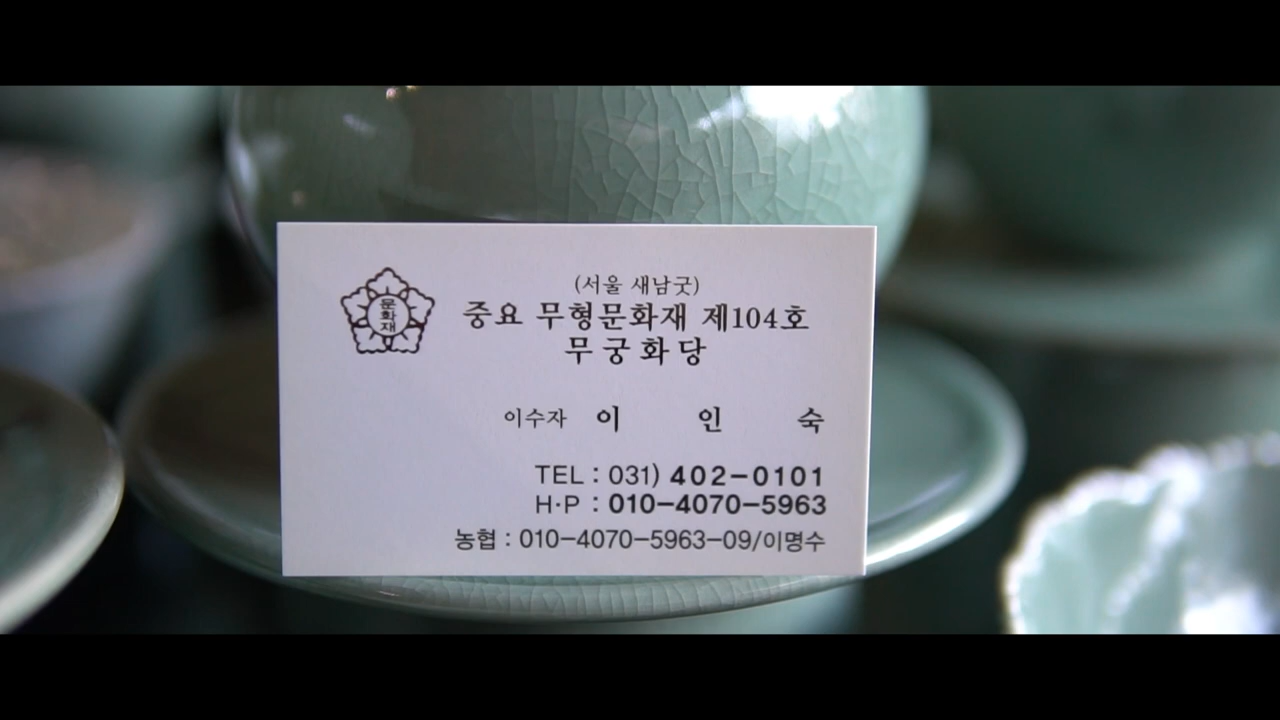 문화재
(서울 새남굿)
중요 무형문화재 제104호
무궁화당
이수자 이 인 숙
TEL : 031) 402-0101
H·P : 010-4070-5963
농협 : 010-4070-5963-09/이명수